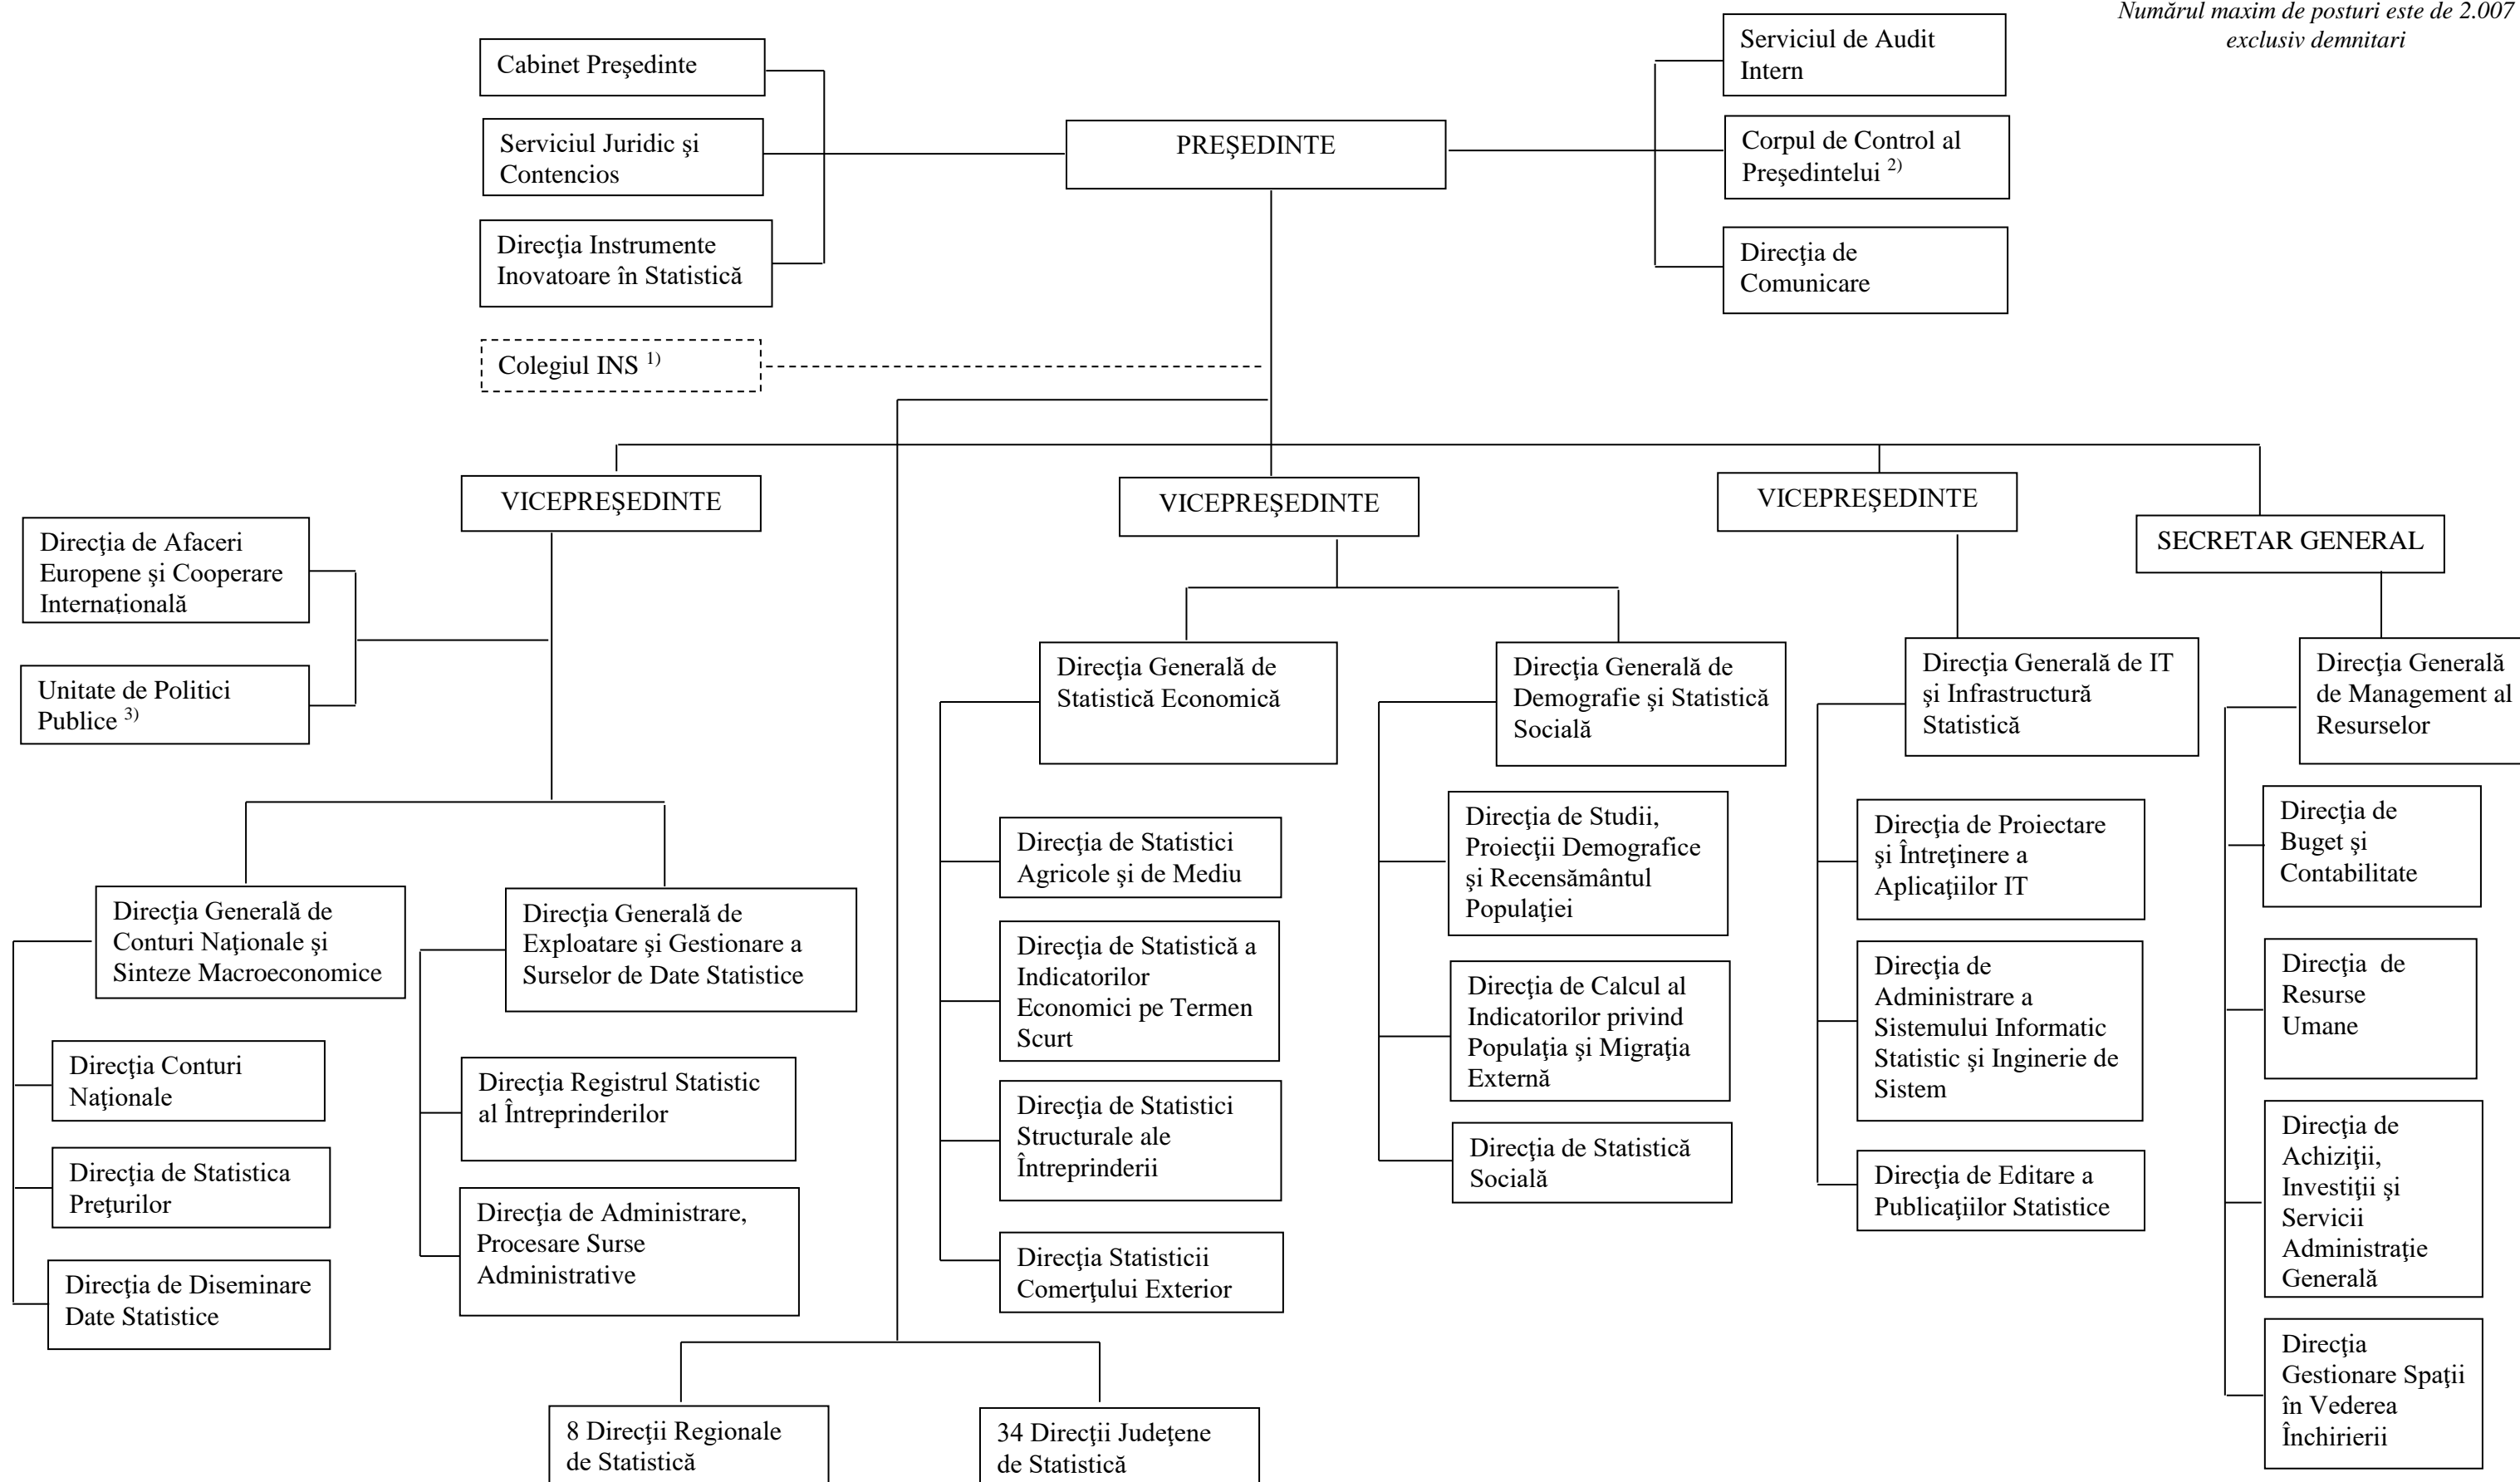 Numărul maxim de posturi este de 2.007
exclusiv demnitari
Cabinet Preşedinte
Serviciul Juridic şi
Contencios
Direcţia Instrumente
Inovatoare în Statistică
Colegiul INS 1)
PREŞEDINTE
Serviciul de Audit
Intern
Corpul de Control al
Preşedintelui 2)
Direcţia de
Comunicare
VICEPREŞEDINTE
VICEPREŞEDINTE
VICEPREŞEDINTE
SECRETAR GENERAL
Direcţia de Afaceri
Europene şi Cooperare
Internaţională
Unitate de Politici
Publice 3)
Direcţia Generală de
Conturi Naţionale şi
Sinteze Macroeconomice
Direcţia Conturi
Naţionale
Direcţia de Statistica
Preţurilor
Direcţia de Diseminare
Date Statistice
Direcţia Generală de
Exploatare şi Gestionare a
Surselor de Date Statistice
Direcţia Registrul Statistic
al Întreprinderilor
Direcţia de Administrare,
Procesare Surse
Administrative
Direcţia Generală de
Statistică Economică
Direcţia de Statistici
Agricole şi de Mediu
Direcţia de Statistică a
Indicatorilor
Economici pe Termen
Scurt
Direcţia de Statistici
Structurale ale
Întreprinderii
Direcţia Statisticii
Comerţului Exterior
Direcţia Generală de
Demografie şi Statistică
Socială
Direcţia de Studii,
Proiecţii Demografice
şi Recensământul
Populaţiei
Direcţia de Calcul al
Indicatorilor privind
Populaţia şi Migraţia
Externă
Direcţia de Statistică
Socială
Direcţia Generală de IT
şi Infrastructură
Statistică
Direcţia de Proiectare
şi Întreţinere a
Aplicaţiilor IT
Direcţia de
Administrare a
Sistemului Informatic
Statistic şi Inginerie de
Sistem
Direcţia de Editare a
Publicaţiilor Statistice
Direcţia Generală
de Management al
Resurselor
Direcţia de
Buget şi
Contabilitate
Direcţia de
Resurse
Umane
Direcţia de
Achiziţii,
Investiţii şi
Servicii
Administraţie
Generală
Direcţia
Gestionare Spaţii
în Vederea
Închirierii
8 Direcţii Regionale
de Statistică
34 Direcţii Judeţene
de Statistică